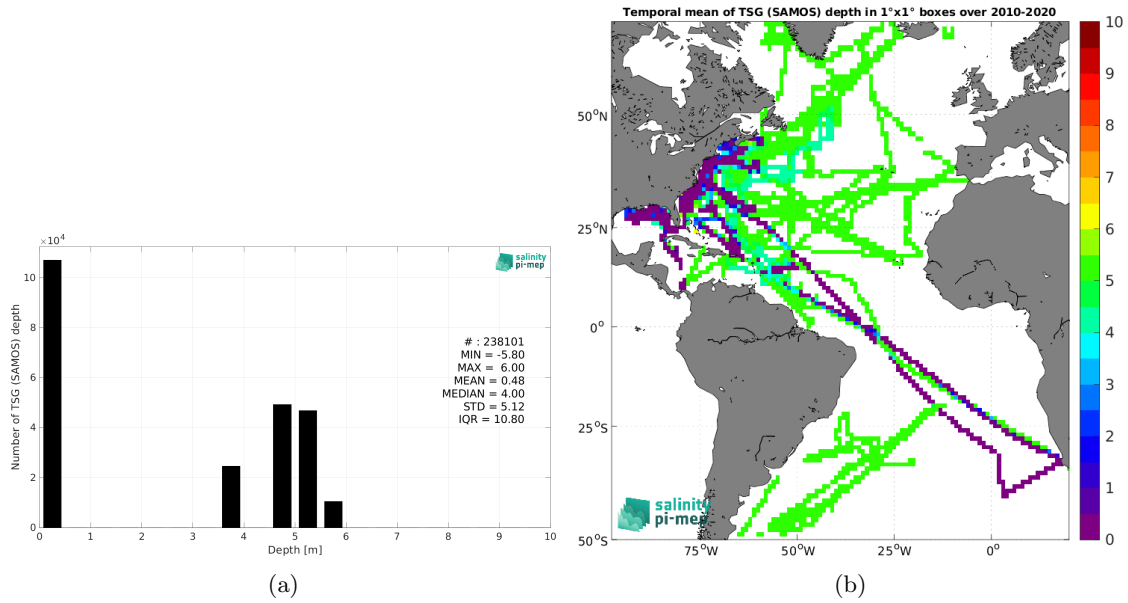 ×10⁴
10
8
6
4
2
0
Number of TSG (SAMOS) depth
0 1 2 3 4 5 6 7 8 9 10
Depth [m]
salinity
pi-mep
# : 238101
MIN = -5.80
MAX = 6.00
MEAN = 0.48
MEDIAN = 4.00
STD = 5.12
IQR = 10.80
(a)
Temporal mean of TSG (SAMOS) depth in 1°x1° boxes over 2010-2020
50°N
25°N
0°
25°S
50°S
75°W 50°W 25°W 0°
salinity
pi-mep
10
9
8
7
6
5
4
3
2
1
0
(b)